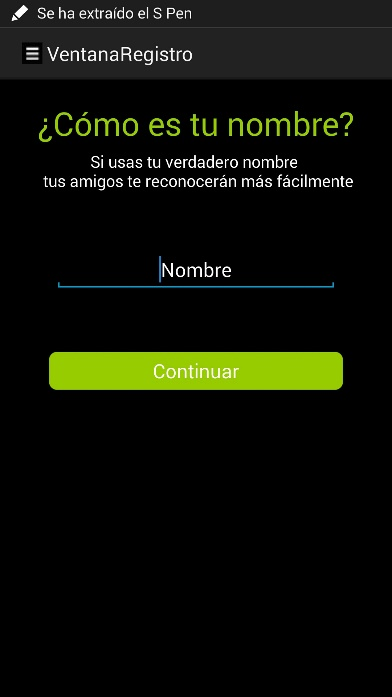 Se ha extraído el S Pen
VentanaRegistro
¿Cómo es tu nombre?
Si usas tu verdadero nombre
tus amigos te reconocerán más fácilmente
Nombre
Continuar